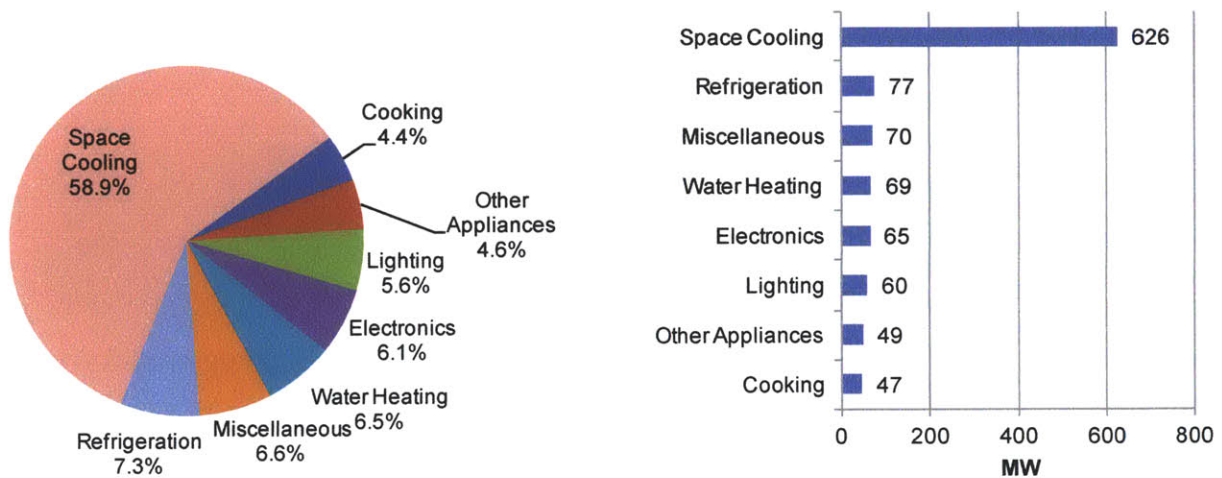 Space
Cooling
58.9%
Cooking
4.4%
Other
Appliances
4.6%
Lighting
5.6%
Electronics
6.1%
Water Heating
6.5%
Miscellaneous
6.6%
Refrigeration
7.3%
Space Cooling 626
Refrigeration 77
Miscellaneous 70
Water Heating 69
Electronics 65
Lighting 60
Other Appliances 49
Cooking 47
0 200 400 600 800
MW